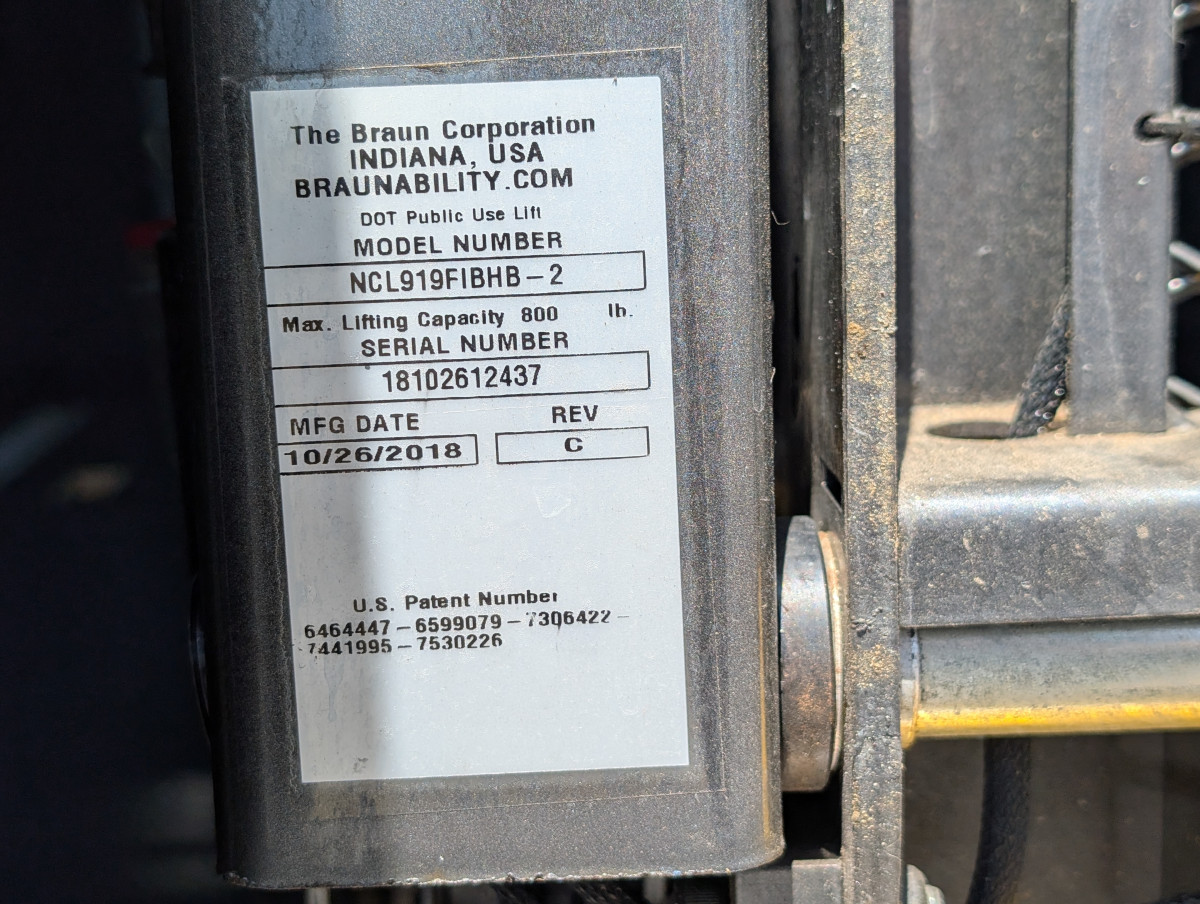 The Braun Corporation
INDIANA, USA
BRAUNABILITY.COM
DOT Public Use Lift
MODEL NUMBER
NCL919FIBHB-2
Max. Lifting Capacity 800 lb.
SERIAL NUMBER
18102612437
MFG DATE REV
10/26/2018 C
U.S. Patent Number
6464447-6599079-7306422-
7441995-7530226